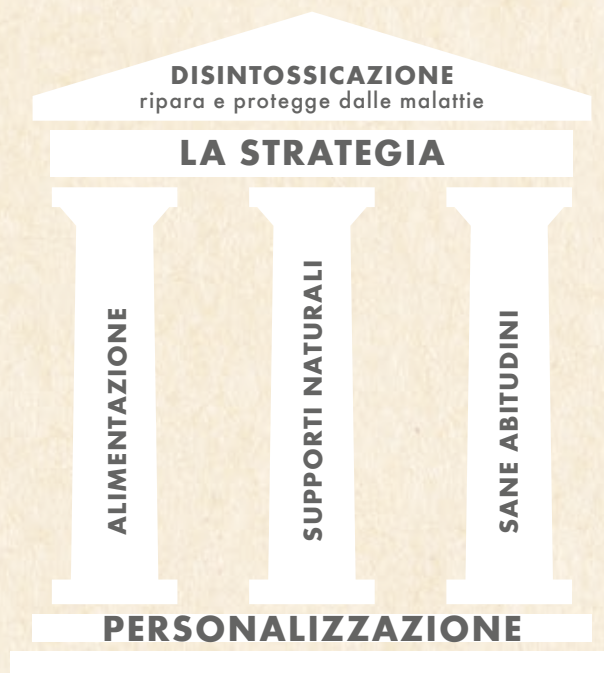 DISINTOSSICAZIONE
ripara e protegge dalle malattie
LA STRATEGIA
ALIMENTAZIONE
SUPPORTI NATURALI
SANE ABITUDINI
PERSONALIZZAZIONE